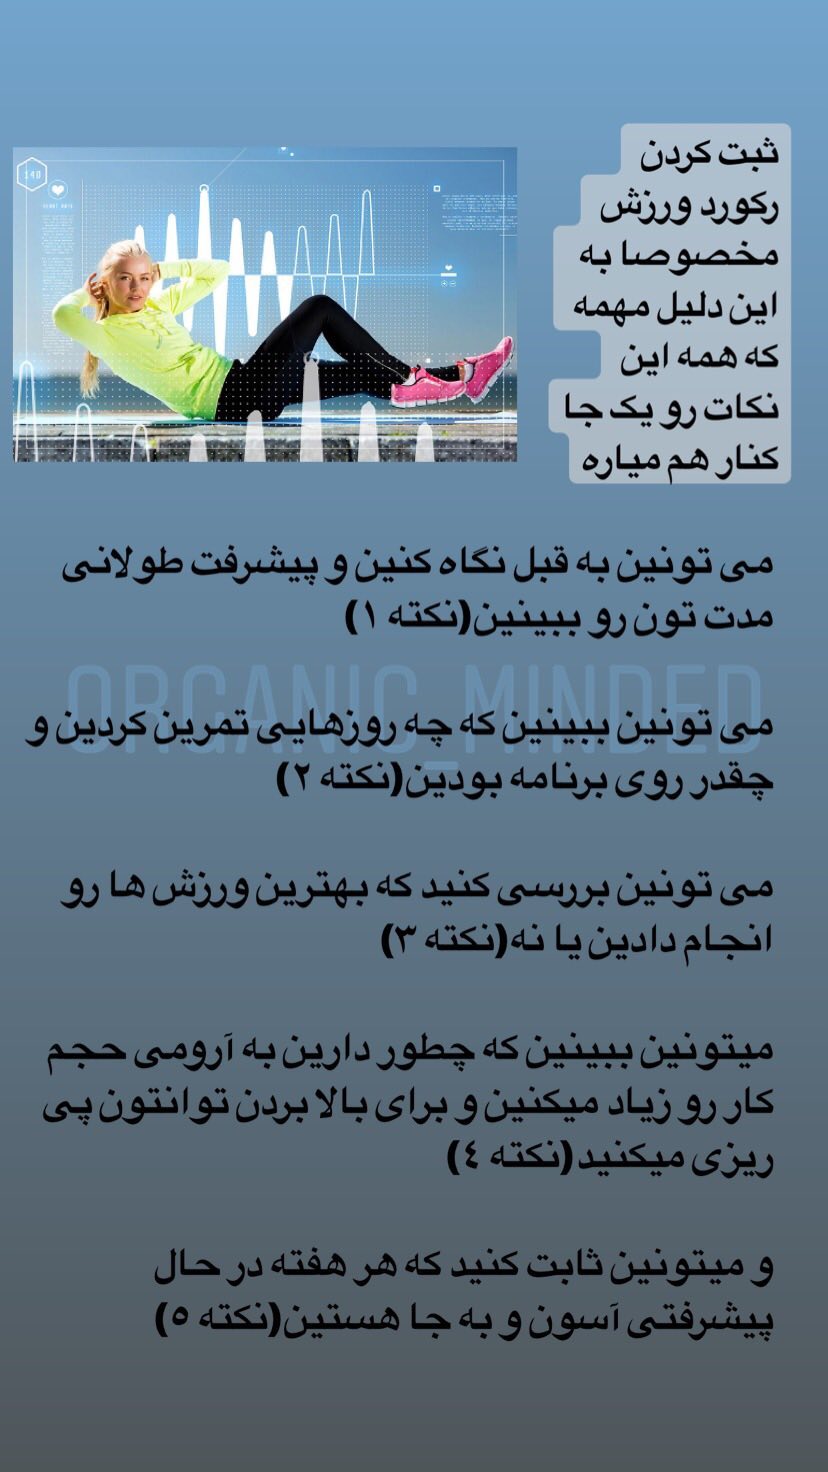 ثبت کردن
رکورد ورزش
مخصوصا به
این دلیل مهمه
که همه این
نکات رو یک جا
کنار هم میاره
140
HEART RATE
می تونین به قبل نگاه کنین و پیشرفت طولانی
مدت تون رو ببینین(نکته ۱)
ORGANIC_MINDED
می تونین ببینین که چه روزهایی تمرین کردین و
چقدر روی برنامه بودین(نکته ۲)
می تونین بررسی کنید که بهترین ورزش ها رو
انجام دادین یا نه(نکته ۳)
میتونین ببینین که چطور دارین به آرومی حجم
کار رو زیاد میکنین و برای بالا بردن توانتون پی
ریزی میکنید(نکته ٤)
و میتونین ثابت کنید که هر هفته در حال
پیشرفتی آسون و به جا هستین(نکته ٥)